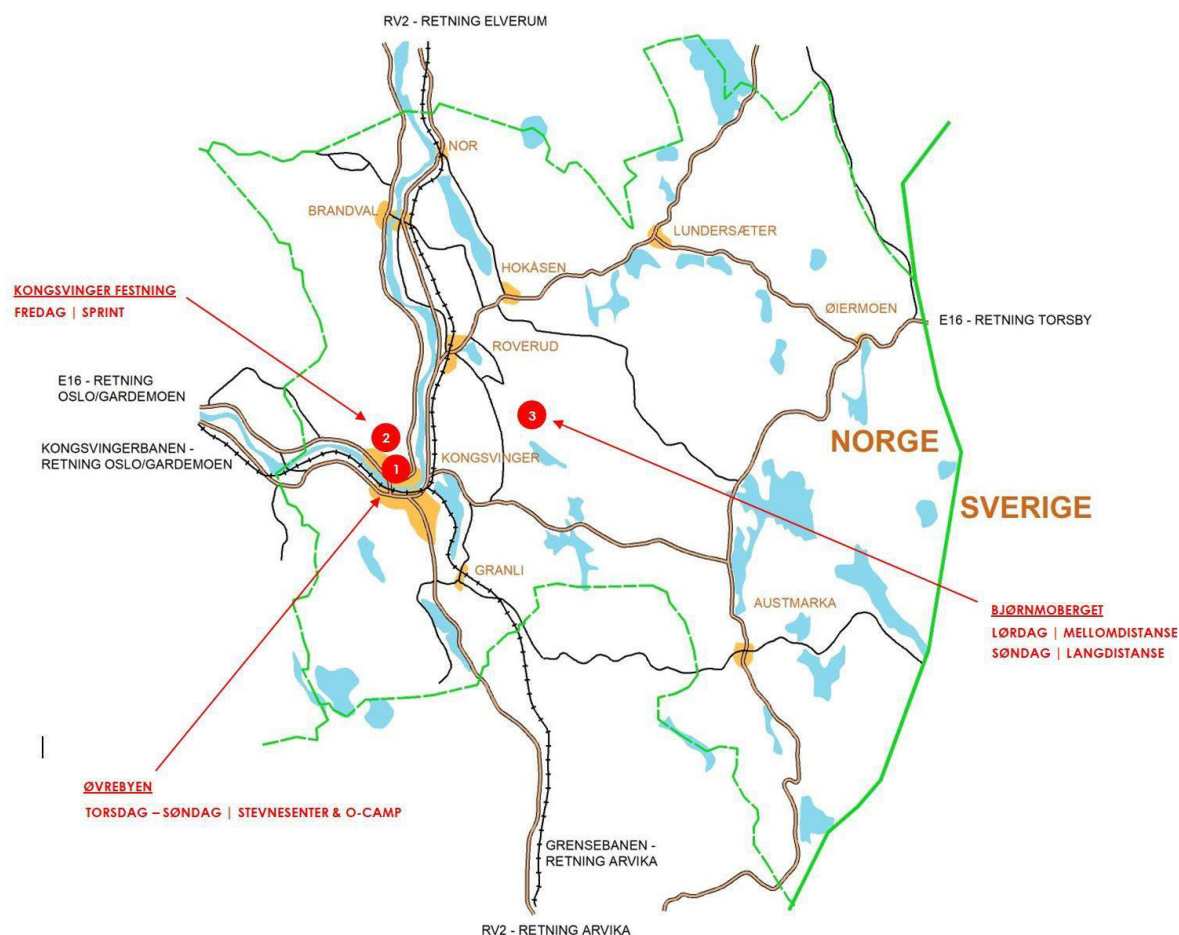 RV2 - RETNING ELVERUM
NOR
BRANDVAL
LUNDERSÆTER
HOKÅSEN
KONGSVINGER FESTNING
FREDAG | SPRINT
ØIERMOEN
E16 - RETNING TORSBY
ROVERUD
E16 - RETNING
OSLO/GARDEMOEN
2
3
NORGE
KONGSVINGERBANEN -
RETNING OSLO/GARDEMOEN
1
KONGSVINGER
SVERIGE
GRANLI
AUSTMARKA
BJØRNMOBERGET
LØRDAG | MELLOMDISTANSE
SØNDAG | LANGDISTANSE
ØVREBYEN
TORSDAG – SØNDAG | STEVNESENTER & O-CAMP
GRENSEBANEN -
RETNING ARVIKA
RV2 - RETNING ARVIKA